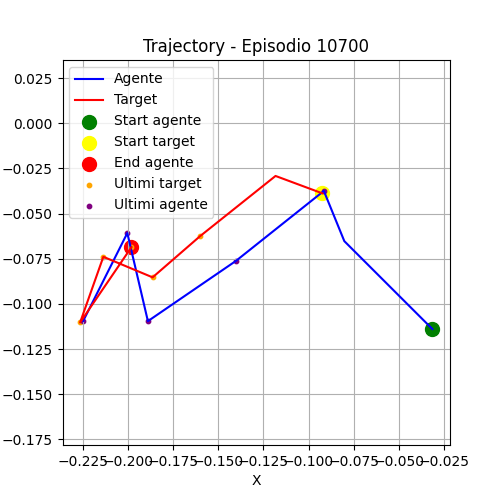 Trajectory - Episodio 10700
Agente
Target
Start agente
Start target
End agente
Ultimi target
Ultimi agente
0.025
0.000
−0.025
−0.050
−0.075
−0.100
−0.125
−0.150
−0.175
−0.225 −0.200 −0.175 −0.150 −0.125 −0.100 −0.075 −0.050 −0.025
X